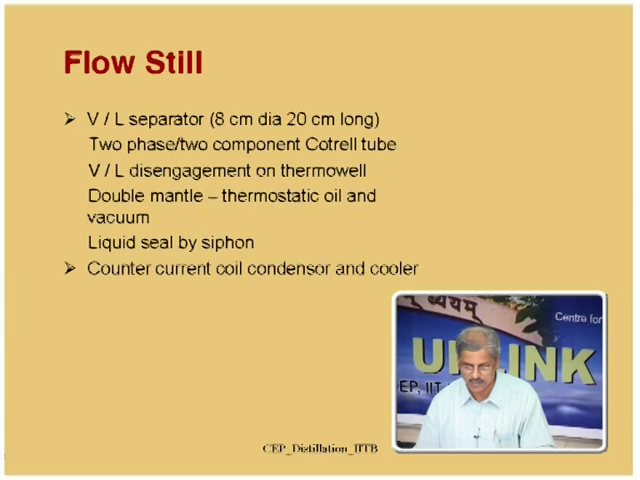 Flow Still
➢ V / L separator (8 cm dia 20 cm long)
Two phase/two component Cotrell tube
V / L disengagement on thermowell
Double mantle – thermostatic oil and
vacuum
Liquid seal by siphon
➢ Counter current coil condensor and cooler
व्ययम्
Centre for
EP, IIT
CEP_Distillation_IITB